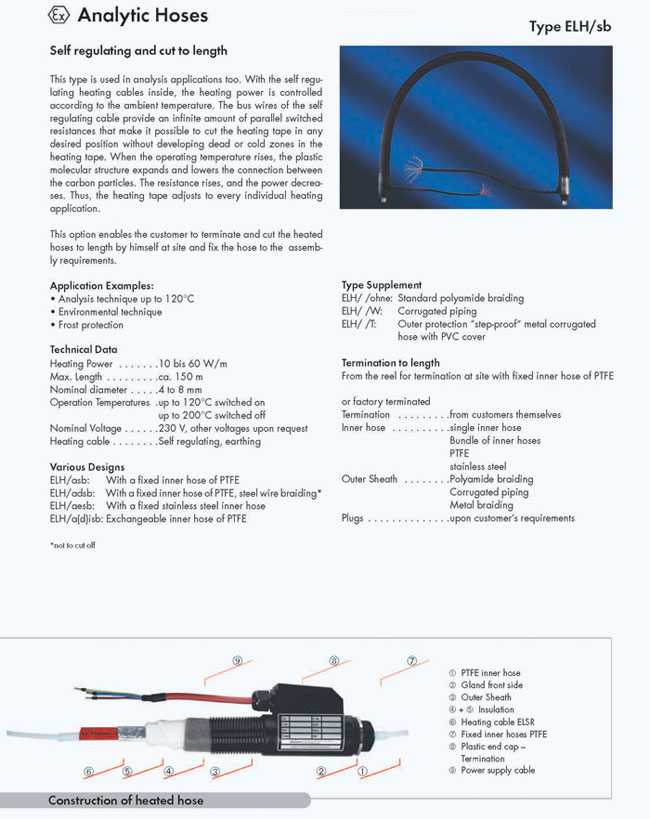 Ex Analytic Hoses
Type ELH/sb
Self regulating and cut to length
This type is used in analysis applications too. With the self regu-
lating heating cables inside, the heating power is controlled
according to the ambient temperature. The bus wires of the self
regulating cable provide an infinite amount of parallel switched
resistances that make it possible to cut the heating tape in any
desired position without developing dead or cold zones in the
heating tape. When the operating temperature rises, the plastic
molecular structure expands and lowers the connection between
the carbon particles. The resistance rises, and the power decrea-
ses. Thus, the heating tape adjusts to every individual heating
application.
This option enables the customer to terminate and cut the heated
hoses to length by himself at site and fix the hose to the assemb-
ly requirements.
Application Examples:
• Analysis technique up to 120°C
• Environmental technique
• Frost protection
Technical Data
Heating Power . . . . . . .10 bis 60 W/m
Max. Length . . . . . . . . .ca. 150 m
Nominal diameter . . . . .4 to 8 mm
Operation Temperatures .up to 120°C switched on
up to 200°C switched off
Nominal Voltage . . . . . .230 V, other voltages upon request
Heating cable . . . . . . . .Self regulating, earthing
Various Designs
ELH/asb: With a fixed inner hose of PTFE
ELH/adsb: With a fixed inner hose of PTFE, steel wire braiding*
ELH/aesb: With a fixed stainless steel inner hose
ELH/a(d)isb: Exchangeable inner hose of PTFE
*not to cut off
Type Supplement
ELH/ /ohne: Standard polyamide braiding
ELH/ /W: Corrugated piping
ELH/ /T: Outer protection "step-proof" metal corrugated
hose with PVC cover
Termination to length
From the reel for termination at site with fixed inner hose of PTFE
or factory terminated
Termination . . . . . . . . .from customers themselves
Inner hose . . . . . . . . . .single inner hose
Bundle of inner hoses
PTFE
stainless steel
Outer Sheath . . . . . . . .Polyamide braiding
Corrugated piping
Metal braiding
Plugs . . . . . . . . . . . . . .upon customer's requirements
⑨ ⑧ ⑦
⑥ ⑤ ④ ③ ② ①
① PTFE inner hose
② Gland front side
③ Outer Sheath
④ + ⑤ Insulation
⑥ Heating cable ELSR
⑦ Fixed inner hoses PTFE
⑧ Plastic end cap –
Termination
⑨ Power supply cable
Construction of heated hose